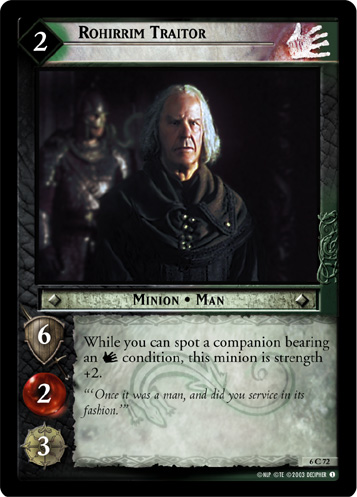 2
Rohirrim Traitor
Minion • Man
6
While you can spot a companion bearing
an condition, this minion is strength
+2.
2
“‘Once it was a man, and did you service in its
fashion.’”
3
6 C 72
©NLP ©TE ©2003 DECIPHER